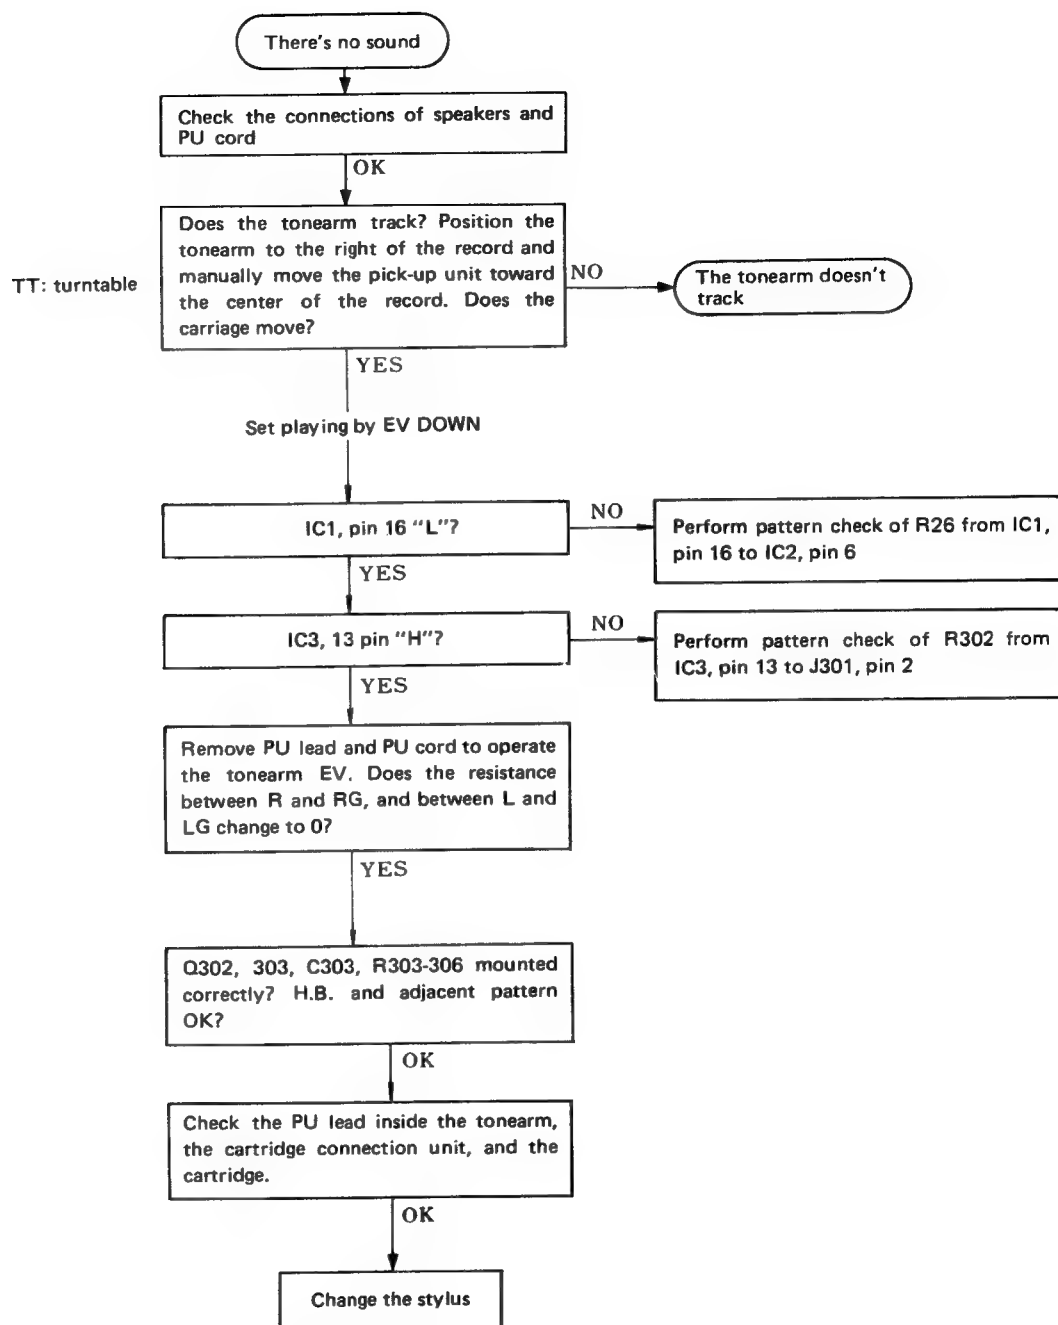 There's no sound
Check the connections of speakers and
PU cord
OK
Does the tonearm track? Position the
tonearm to the right of the record and
manually move the pick-up unit toward
the center of the record. Does the
carriage move?
TT: turntable
NO
The tonearm doesn't
track
YES
Set playing by EV DOWN
IC1, pin 16 "L"?
NO
Perform pattern check of R26 from IC1,
pin 16 to IC2, pin 6
YES
IC3, 13 pin "H"?
NO
Perform pattern check of R302 from
IC3, pin 13 to J301, pin 2
YES
Remove PU lead and PU cord to operate
the tonearm EV. Does the resistance
between R and RG, and between L and
LG change to 0?
YES
Q302, 303, C303, R303-306 mounted
correctly? H.B. and adjacent pattern
OK?
OK
Check the PU lead inside the tonearm,
the cartridge connection unit, and the
cartridge.
OK
Change the stylus